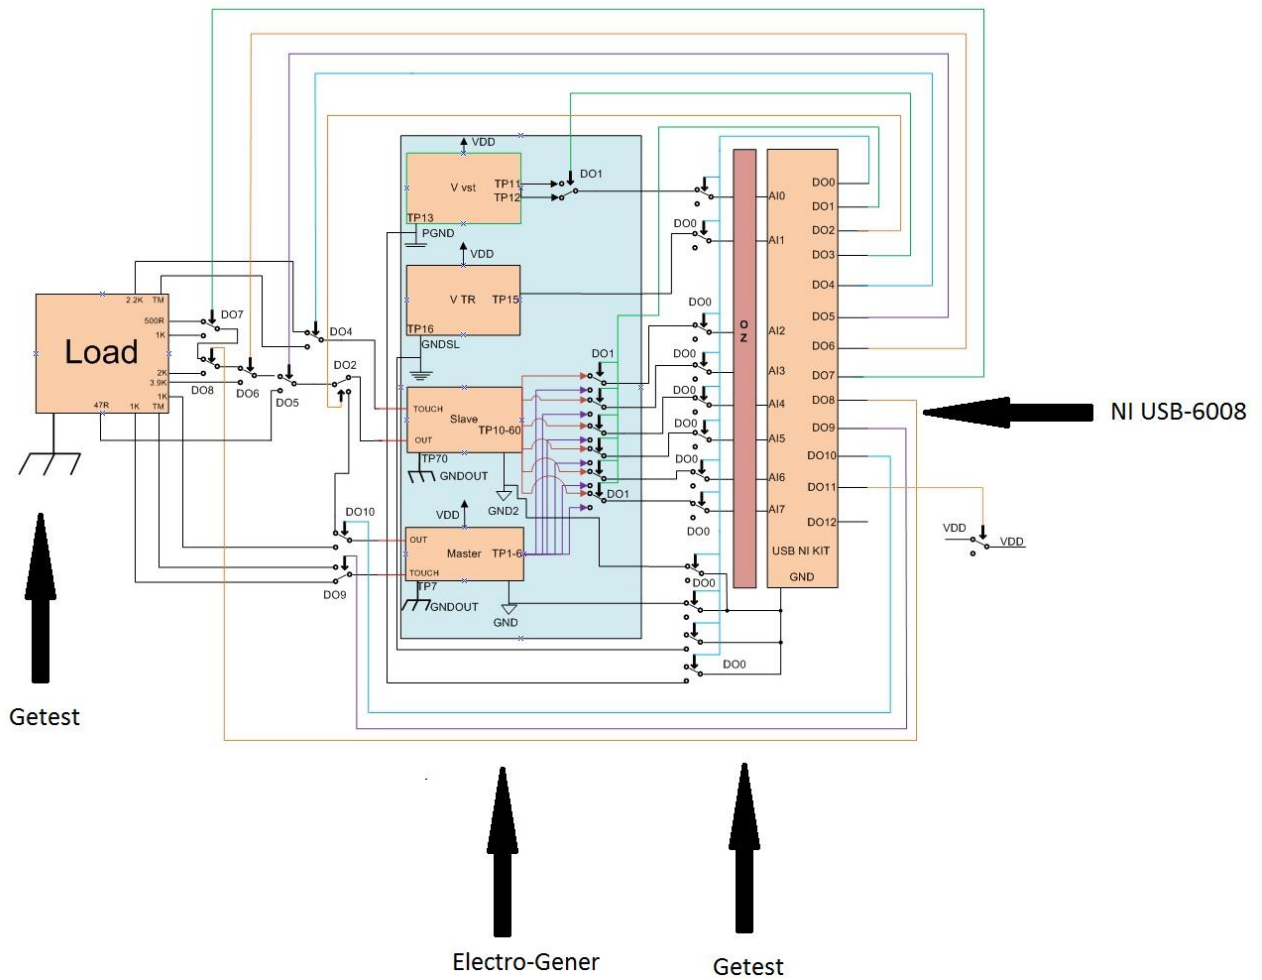 VDD
V vst
TP11
TP12
DO1
TP13
PGND
VDD
V TR
TP15
TP16
GNDSL
2.2K TM
500R
1K
2K
3.9K
1K
47R 1K TM
Load
DO7
DO8
DO6
DO5
DO4
DO2
DO10
DO9
TOUCH
Slave
TP10-60
OUT
TP70
GNDOUT
GND2
VDD
OUT
Master
TP1-6
TOUCH
TP7
GNDOUT
GND
DO1
DO1
DO0
DO0
DO0
DO0
DO0
DO0
DO0
DO0
DO0
OZ
AI0
AI1
AI2
AI3
AI4
AI5
AI6
AI7
DO0
DO1
DO2
DO3
DO4
DO5
DO6
DO7
DO8
DO9
DO10
DO11
DO12
USB NI KIT
GND
VDD
VDD
NI USB-6008
Getest
Electro-Gener
Getest